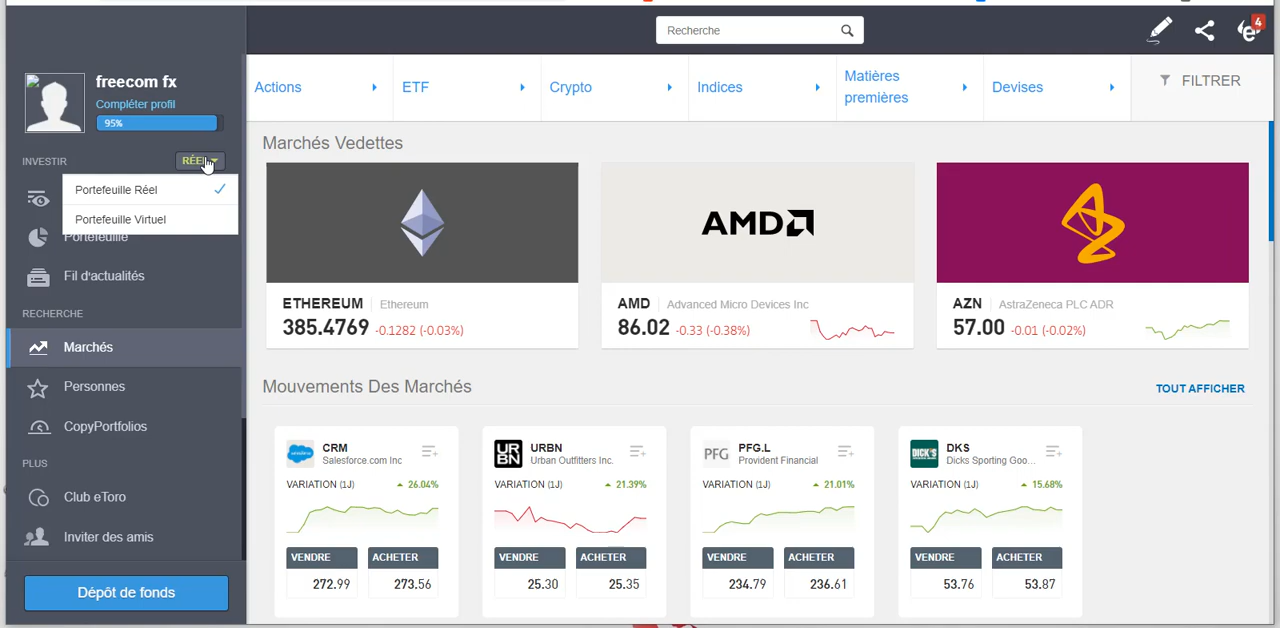 Recherche
4
freecom fx
Compléter profil
95%
INVESTIR
Portefeuille Réel
Portefeuille Virtuel
Portefeuille
Fil d'actualités
RECHERCHE
Marchés
Personnes
CopyPortfolios
PLUS
Club eToro
Inviter des amis
Dépôt de fonds
Actions
ETF
Crypto
Indices
Matières
premières
Devises
FILTRER
Marchés Vedettes
AMD
ETHEREUM Ethereum
385.4769 -0.1282 (-0.03%)
AMD Advanced Micro Devices Inc
86.02 -0.33 (-0.38%)
AZN AstraZeneca PLC ADR
57.00 -0.01 (-0.02%)
Mouvements Des Marchés
TOUT AFFICHER
CRM
Salesforce.com Inc
VARIATION (1J) 26.04%
VENDRE ACHETER
272.99 273.56
URBN
URBN
Urban Outfitters Inc.
VARIATION (1J) 21.39%
VENDRE ACHETER
25.30 25.35
PFG
PFG.L
Provident Financial
VARIATION (1J) 21.01%
VENDRE ACHETER
234.79 236.61
DICK'S
DKS
Dicks Sporting Goo...
VARIATION (1J) 15.68%
VENDRE ACHETER
53.76 53.87